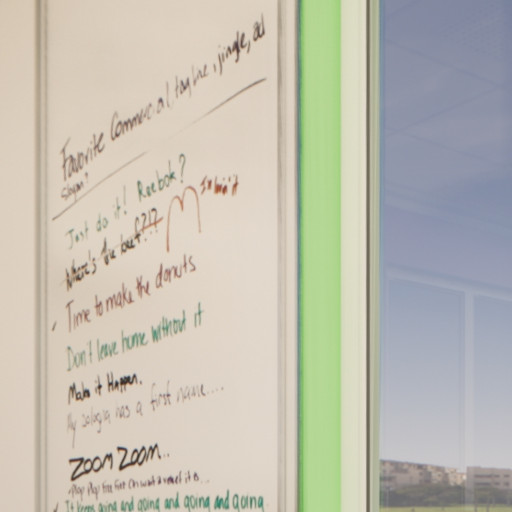 Favorite Commercial, tagline, jingle, ad
Slogan?
Just do it! Reebok?
Where's the beef?!?
I'm lovin' it
Time to make the donuts
Don't leave home without it
Make it Happen.
My bologna has a first name....
ZOOM ZOOM..
Plop plop fizz fizz oh what a relief it is...
It keeps going and going and going and going